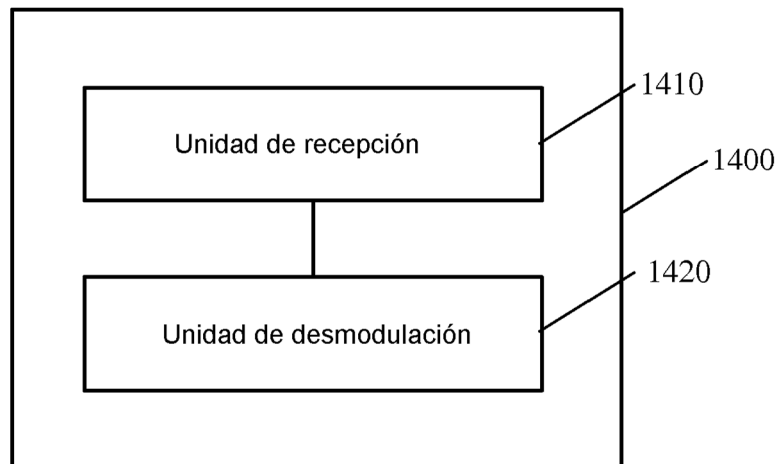 1410
Unidad de recepción
1400
1420
Unidad de desmodulación